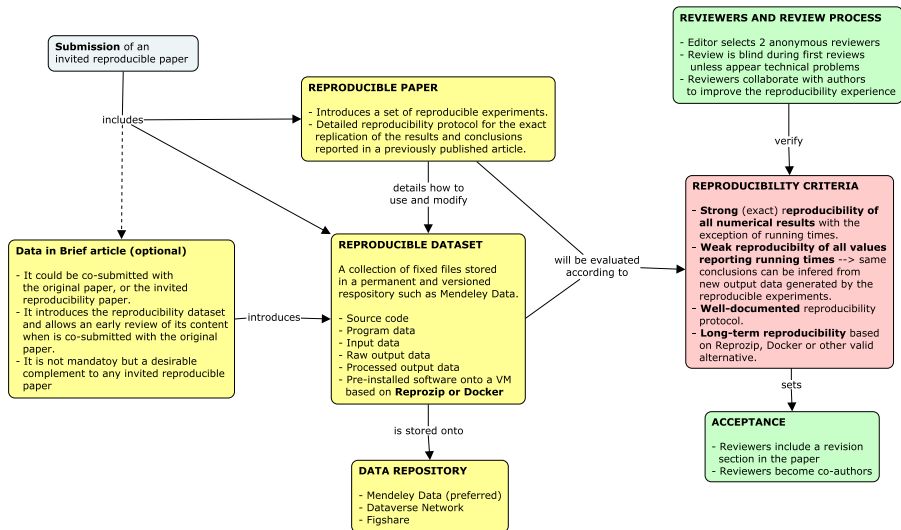 Submission of an
invited reproducible paper
includes
REPRODUCIBLE PAPER
- Introduces a set of reproducible experiments.
- Detailed reproducibility protocol for the exact
replication of the results and conclusions
reported in a previously published article.
REVIEWERS AND REVIEW PROCESS
- Editor selects 2 anonymous reviewers
- Review is blind during first reviews
unless appear technical problems
- Reviewers collaborate with authors
to improve the reproducibility experience
verify
details how to
use and modify
Data in Brief article (optional)
- It could be co-submitted with
the original paper, or the invited
reproducibility paper.
- It introduces the reproducibility dataset
and allows an early review of its content
when is co-submitted with the original
paper.
- It is not mandatoy but a desirable
complement to any invited reproducible
paper
introduces
REPRODUCIBLE DATASET
A collection of fixed files stored
in a permanent and versioned
respository such as Mendeley Data.
- Source code
- Program data
- Input data
- Raw output data
- Processed output data
- Pre-installed software onto a VM
based on Reprozip or Docker
will be evaluated
according to
REPRODUCIBILITY CRITERIA
- Strong (exact) reproducibility of
all numerical results with the
exception of running times.
- Weak reproducibilty of all values
reporting running times --> same
conclusions can be infered from
new output data generated by the
reproducible experiments.
- Well-documented reproducibility
protocol.
- Long-term reproducibility based
on Reprozip, Docker or other valid
alternative.
sets
is stored onto
ACCEPTANCE
- Reviewers include a revision
section in the paper
- Reviewers become co-authors
DATA REPOSITORY
- Mendeley Data (preferred)
- Dataverse Network
- Figshare